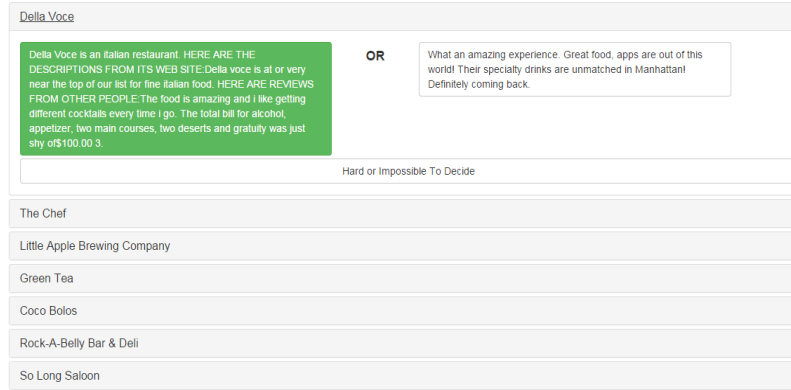 Della Voce
Della Voce is an italian restaurant. HERE ARE THE
DESCRIPTIONS FROM ITS WEB SITE:Della voce is at or very
near the top of our list for fine italian food. HERE ARE REVIEWS
FROM OTHER PEOPLE:The food is amazing and i like getting
different cocktails every time i go. The total bill for alcohol,
appetizer, two main courses, two deserts and gratuity was just
shy of$100.00 3.
OR
What an amazing experience. Great food, apps are out of this
world! Their specialty drinks are unmatched in Manhattan!
Definitely coming back.
Hard or Impossible To Decide
The Chef
Little Apple Brewing Company
Green Tea
Coco Bolos
Rock-A-Belly Bar & Deli
So Long Saloon